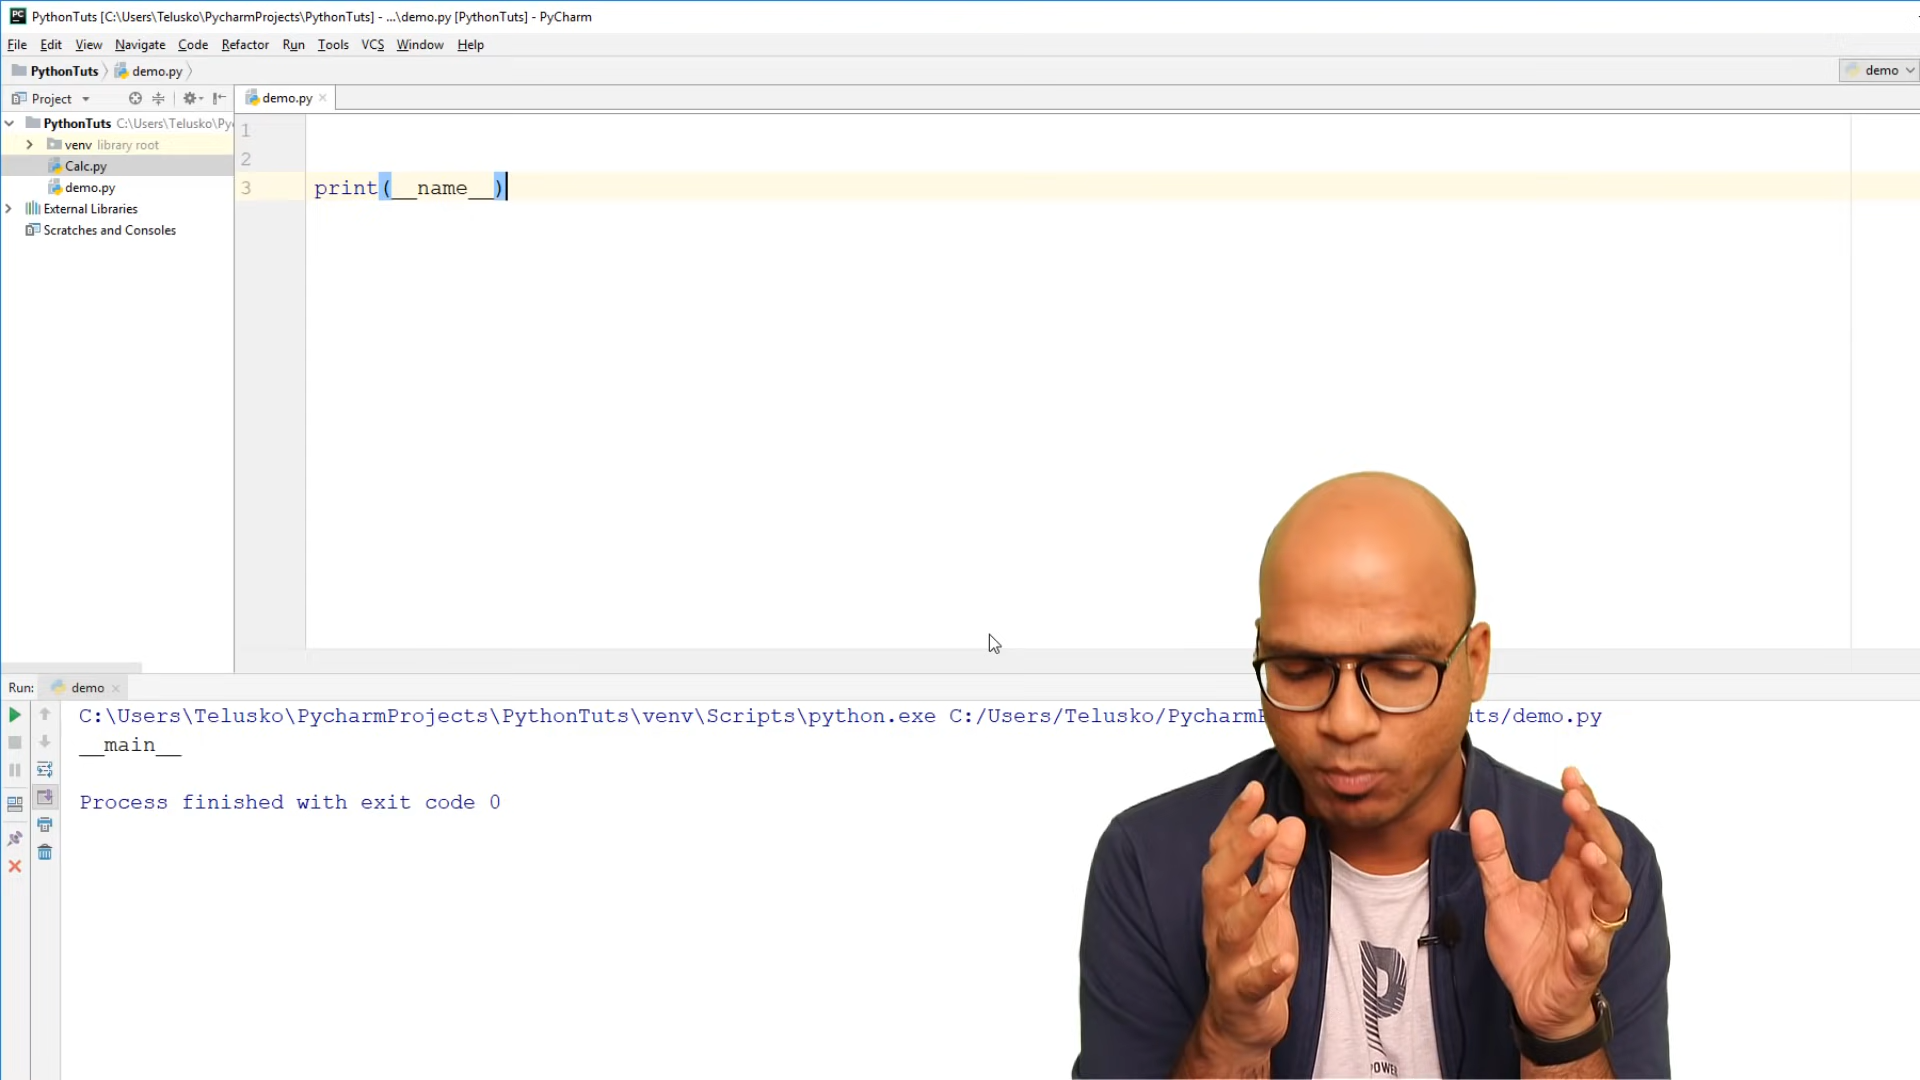 PC PythonTuts [C:\Users\Telusko\PycharmProjects\PythonTuts] - ...\demo.py [PythonTuts] - PyCharm
File Edit View Navigate Code Refactor Run Tools VCS Window Help
PythonTuts demo.py demo
Project demo.py
PythonTuts C:\Users\Telusko\Py
venv library root
Calc.py
demo.py
External Libraries
Scratches and Consoles
1
2
3 print(__name__)
Run: demo
C:\Users\Telusko\PycharmProjects\PythonTuts\venv\Scripts\python.exe C:/Users/Telusko/Pycharm uts/demo.py
__main__
Process finished with exit code 0
P
POWER